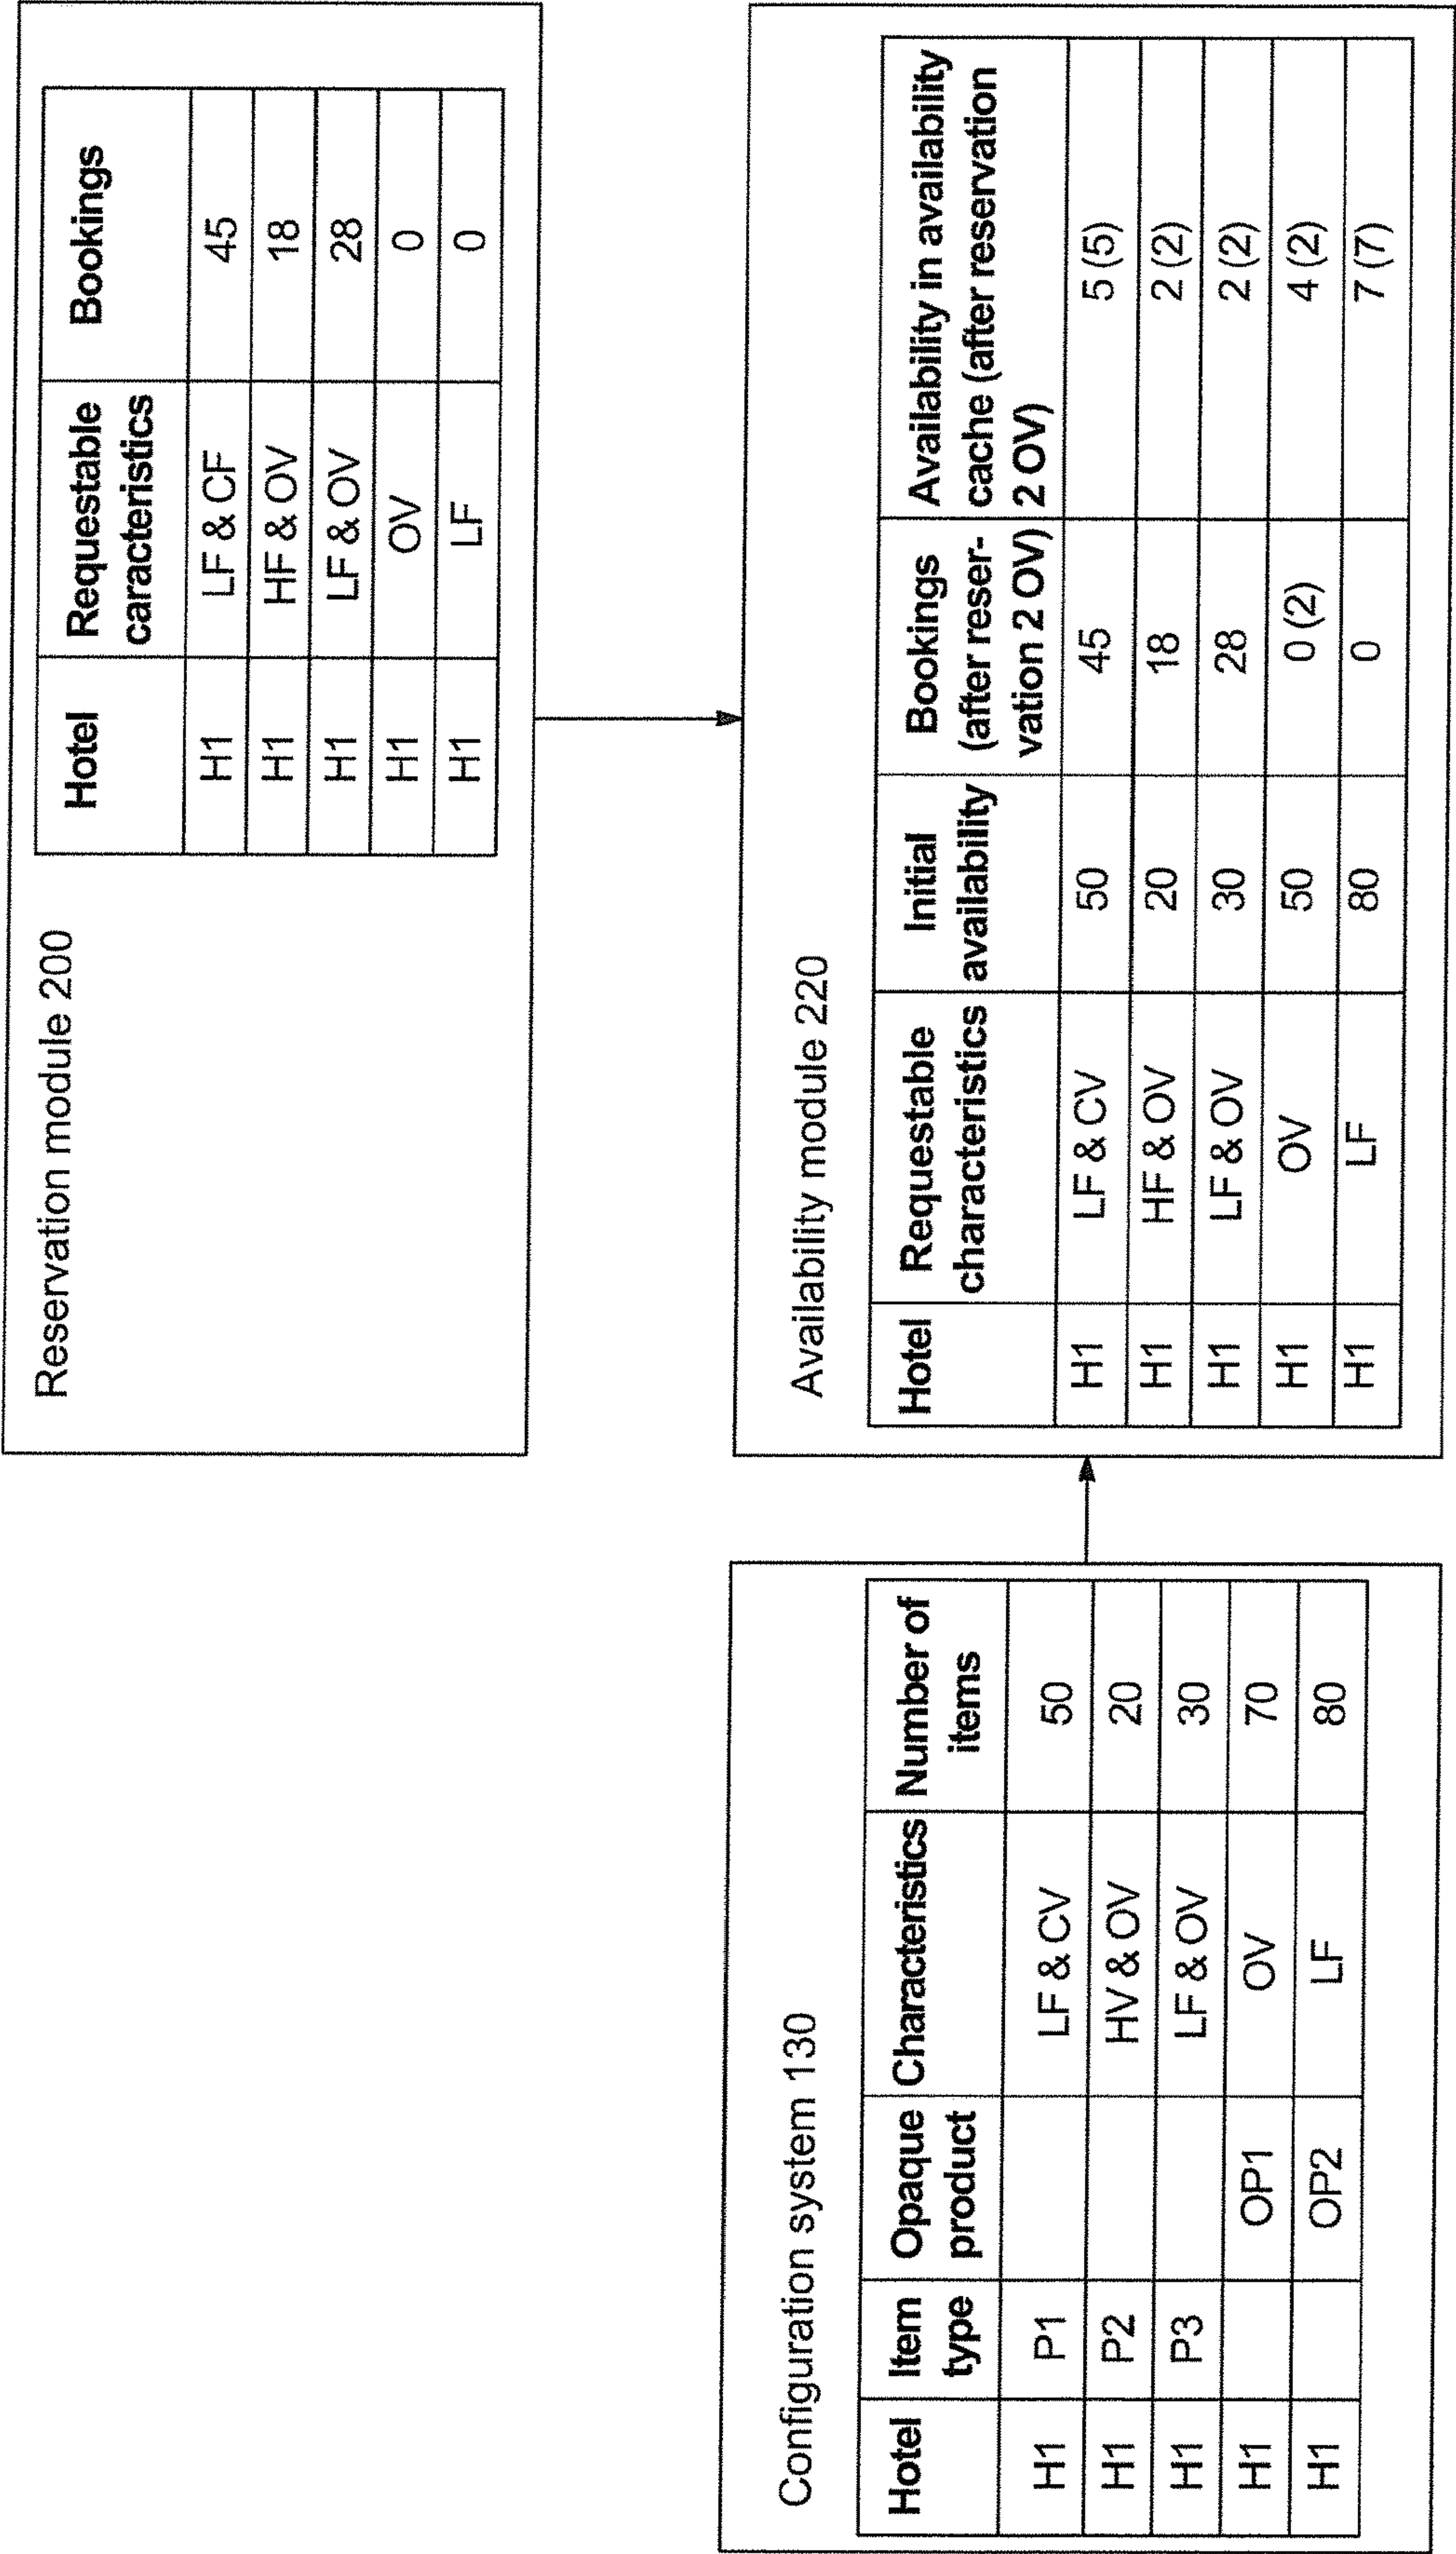 Reservation module 200
Hotel Requestable caracteristics Bookings
H1 LF & CF 45
H1 HF & OV 18
H1 LF & OV 28
H1 OV 0
H1 LF 0
Configuration system 130
Hotel Item type Opaque product Characteristics Number of items
H1 P1 LF & CV 50
H1 P2 HV & OV 20
H1 P3 LF & OV 30
H1 OP1 OV 70
H1 OP2 LF 80
Availability module 220
Hotel Requestable characteristics Initial availability Bookings (after reser- vation 2 OV) Availability in availability cache (after reservation 2 OV)
H1 LF & CV 50 45 5 (5)
H1 HF & OV 20 18 2 (2)
H1 LF & OV 30 28 2 (2)
H1 OV 50 0 (2) 4 (2)
H1 LF 80 0 7 (7)